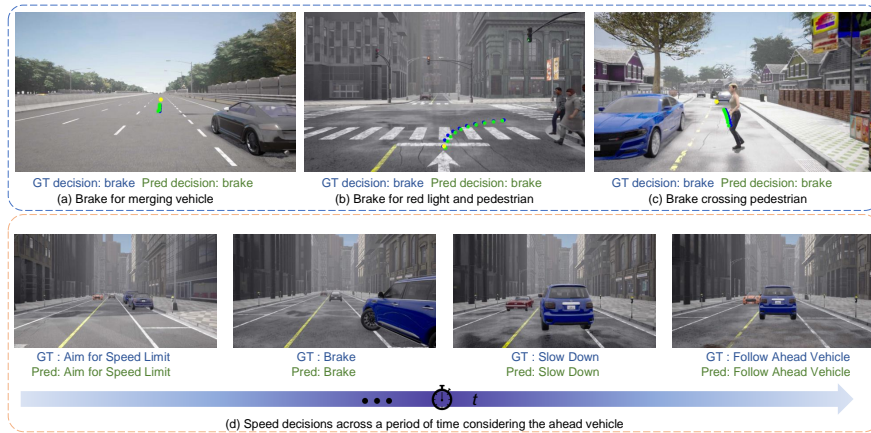 GT decision: brake Pred decision: brake
(a) Brake for merging vehicle
GT decision: brake Pred decision: brake
(b) Brake for red light and pedestrian
GT decision: brake Pred decision: brake
(c) Brake crossing pedestrian
GT : Aim for Speed Limit
Pred: Aim for Speed Limit
GT : Brake
Pred: Brake
GT : Slow Down
Pred: Slow Down
GT : Follow Ahead Vehicle
Pred: Follow Ahead Vehicle
t
(d) Speed decisions across a period of time considering the ahead vehicle